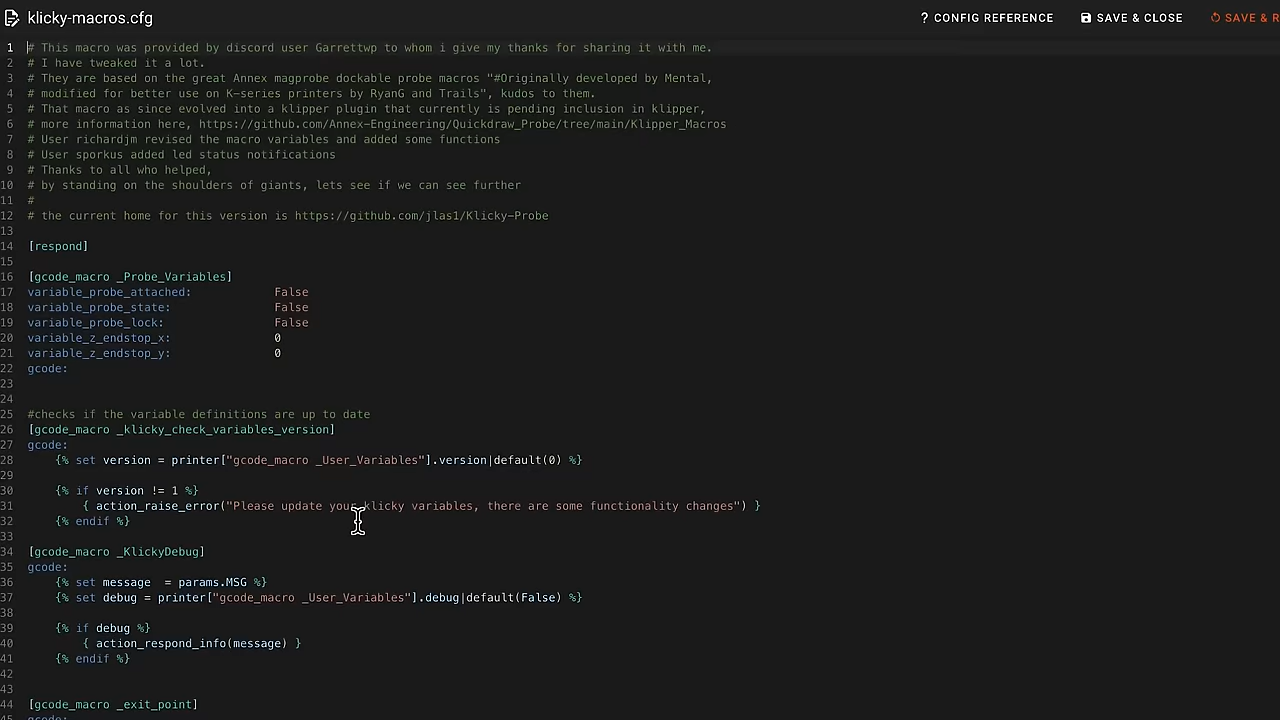 klicky-macros.cfg
? CONFIG REFERENCE
SAVE & CLOSE
SAVE & R
1 # This macro was provided by discord user Garrettwp to whom i give my thanks for sharing it with me.
2 # I have tweaked it a lot.
3 # They are based on the great Annex magprobe dockable probe macros "#Originally developed by Mental,
4 # modified for better use on K-series printers by RyanG and Trails", kudos to them.
5 # That macro as since evolved into a klipper plugin that currently is pending inclusion in klipper,
6 # more information here, https://github.com/Annex-Engineering/Quickdraw_Probe/tree/main/Klipper_Macros
7 # User richardjm revised the macro variables and added some functions
8 # User sporkus added led status notifications
9 # Thanks to all who helped,
10 # by standing on the shoulders of giants, lets see if we can see further
11 #
12 # the current home for this version is https://github.com/jlas1/Klicky-Probe
13
14 [respond]
15
16 [gcode_macro _Probe_Variables]
17 variable_probe_attached: False
18 variable_probe_state: False
19 variable_probe_lock: False
20 variable_z_endstop_x: 0
21 variable_z_endstop_y: 0
22 gcode:
23
24
25 #checks if the variable definitions are up to date
26 [gcode_macro _klicky_check_variables_version]
27 gcode:
28 {% set version = printer["gcode_macro _User_Variables"].version|default(0) %}
29
30 {% if version != 1 %}
31 { action_raise_error("Please update your klicky variables, there are some functionality changes") }
32 {% endif %}
33
34 [gcode_macro _KlickyDebug]
35 gcode:
36 {% set message  = params.MSG %}
37 {% set debug = printer["gcode_macro _User_Variables"].debug|default(False) %}
38
39 {% if debug %}
40 { action_respond_info(message) }
41 {% endif %}
42
43
44 [gcode_macro _exit_point]
45 gcode: